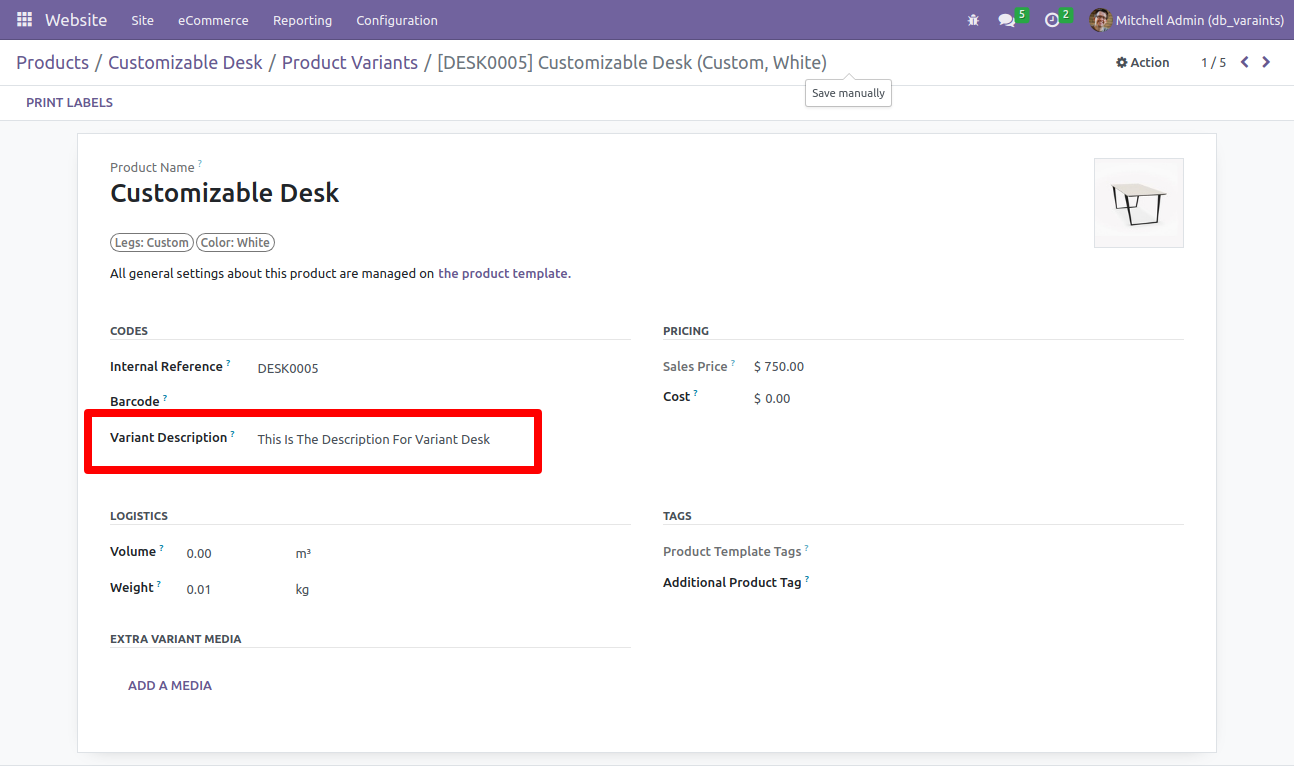 Website Site eCommerce Reporting Configuration 5 2 Mitchell Admin (db_varaints)
Products / Customizable Desk / Product Variants / [DESK0005] Customizable Desk (Custom, White) Action 1 / 5
Save manually
PRINT LABELS
Product Name ?
Customizable Desk
Legs: Custom Color: White
All general settings about this product are managed on the product template.
CODES PRICING
Internal Reference ? DESK0005 Sales Price ? $ 750.00
Barcode ? Cost ? $ 0.00
Variant Description ? This Is The Description For Variant Desk
LOGISTICS TAGS
Volume ? 0.00 m³ Product Template Tags ?
Weight ? 0.01 kg Additional Product Tag ?
EXTRA VARIANT MEDIA
ADD A MEDIA